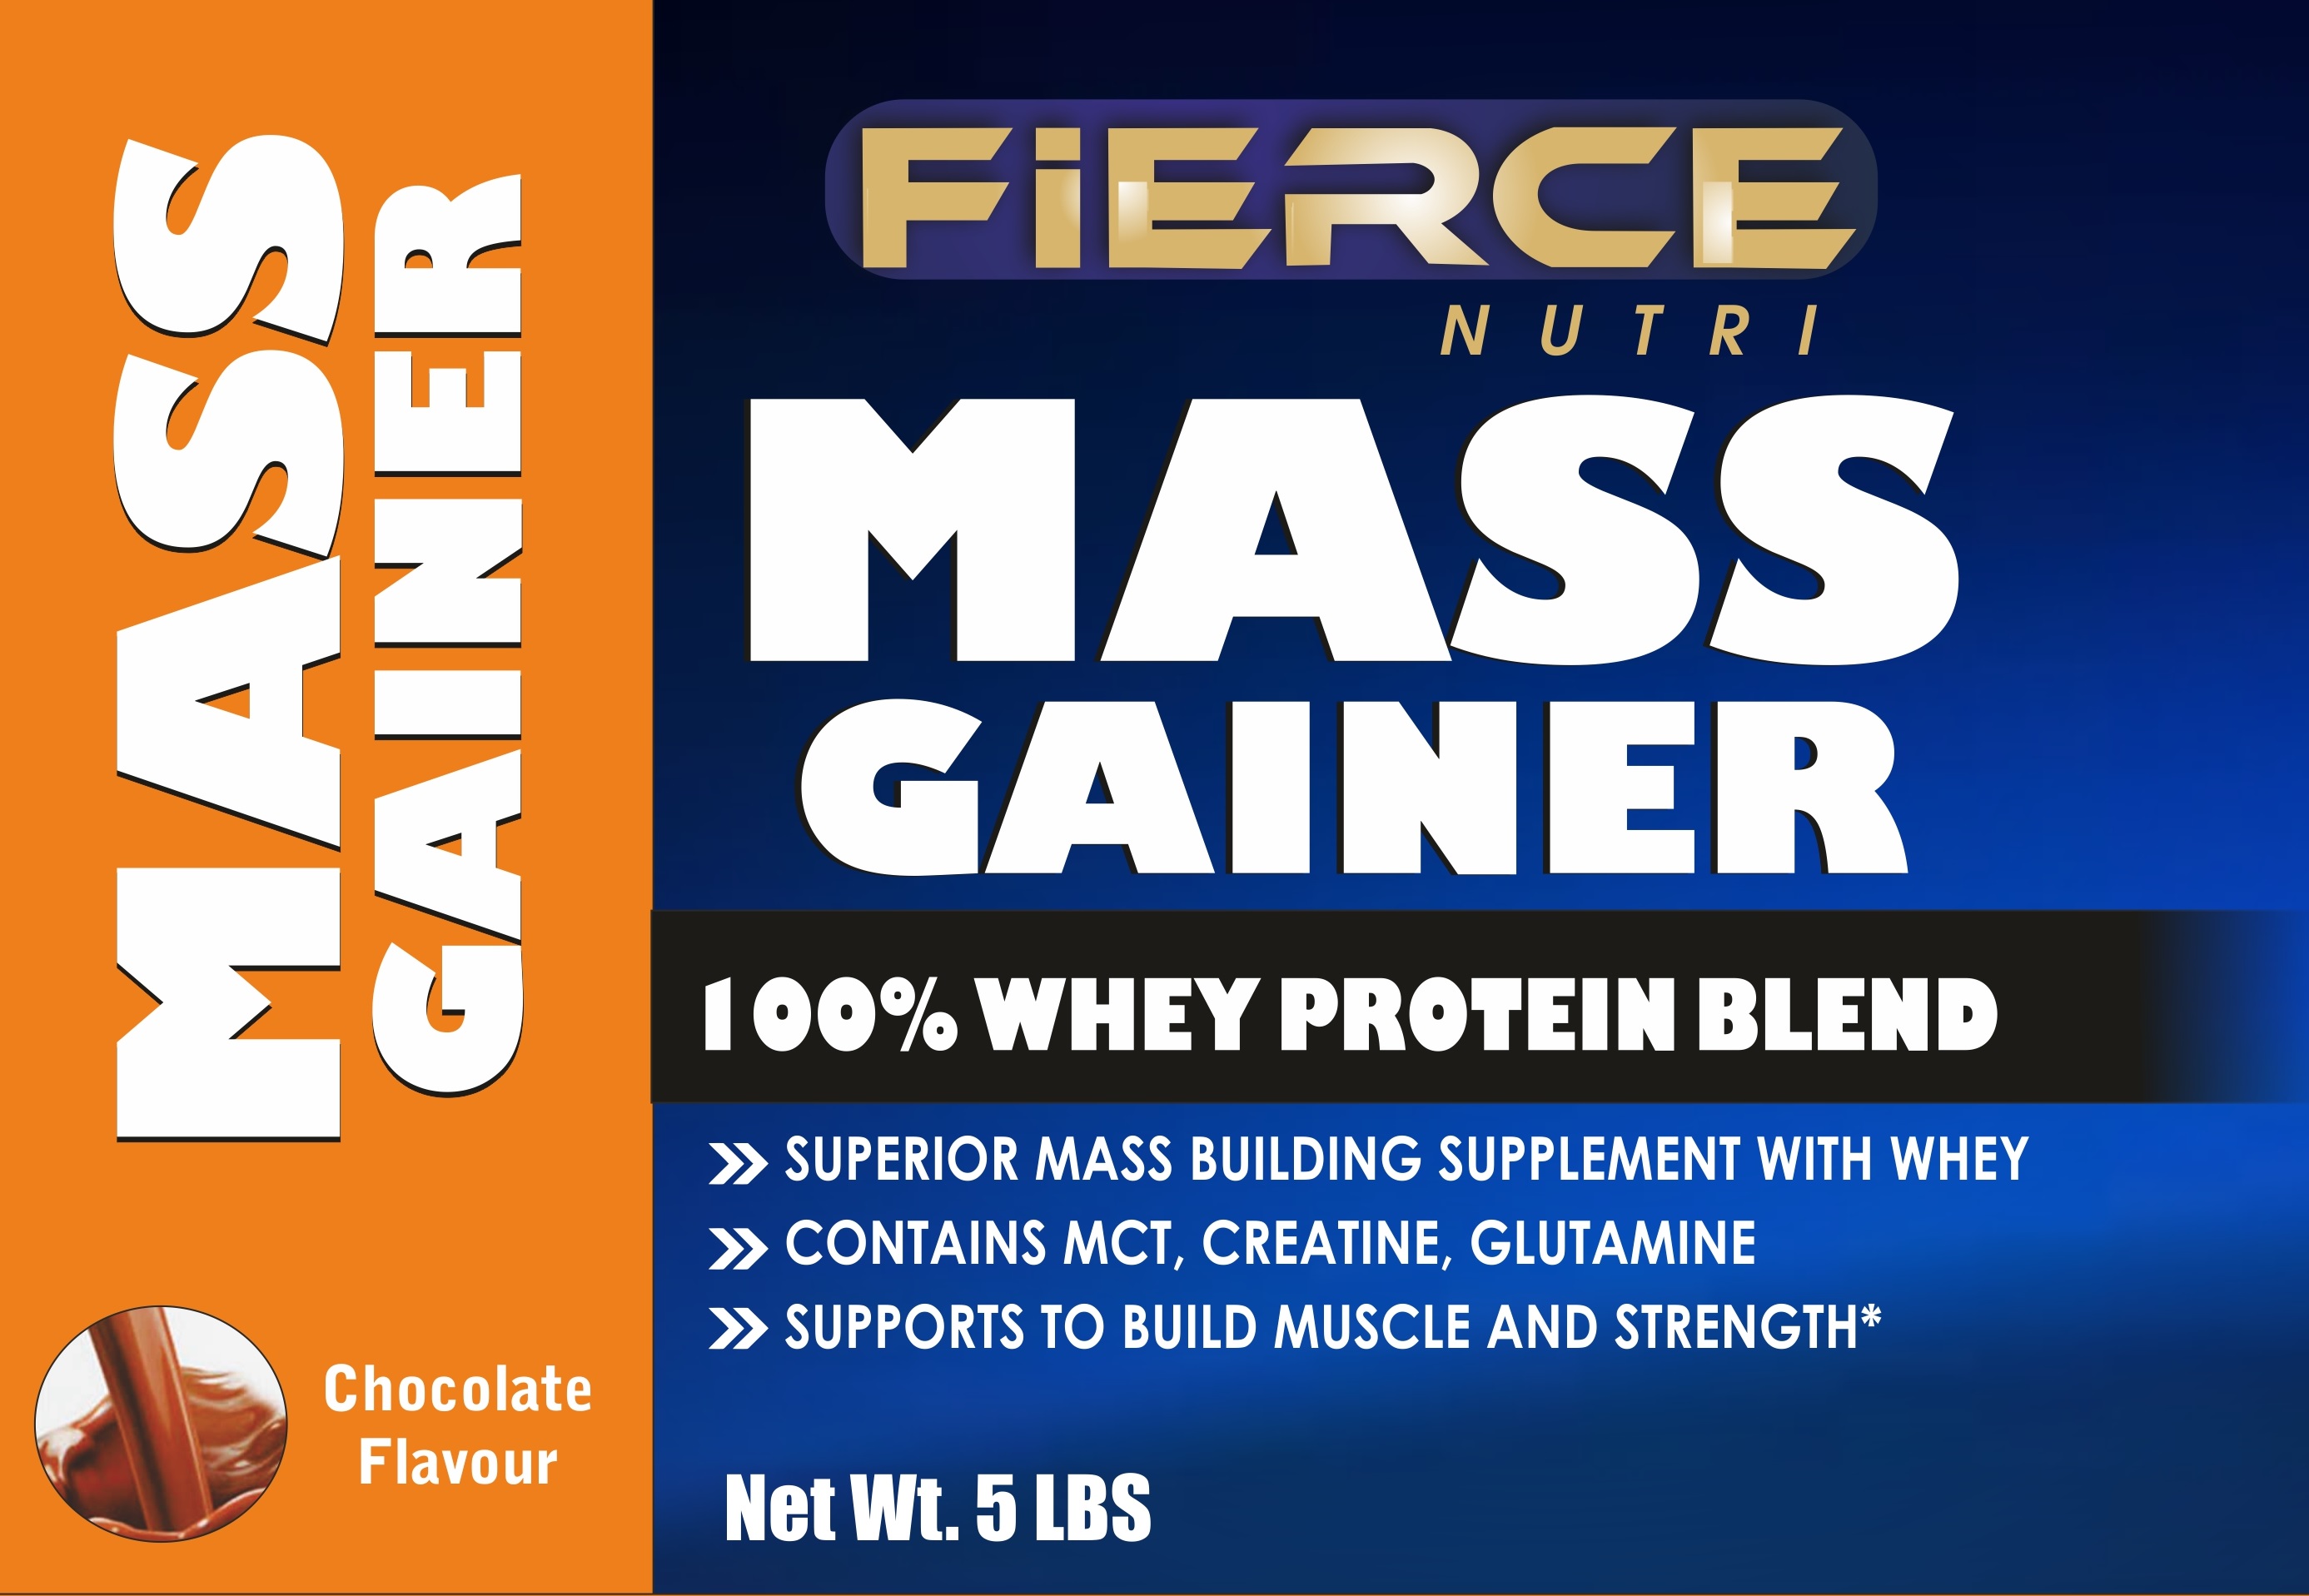 MASS
GAINER
Chocolate
Flavour
FiERCE
NUTRI
MASS
GAINER
100% WHEY PROTEIN BLEND
SUPERIOR MASS BUILDING SUPPLEMENT WITH WHEY
CONTAINS MCT, CREATINE, GLUTAMINE
SUPPORTS TO BUILD MUSCLE AND STRENGTH*
Net Wt. 5 LBS